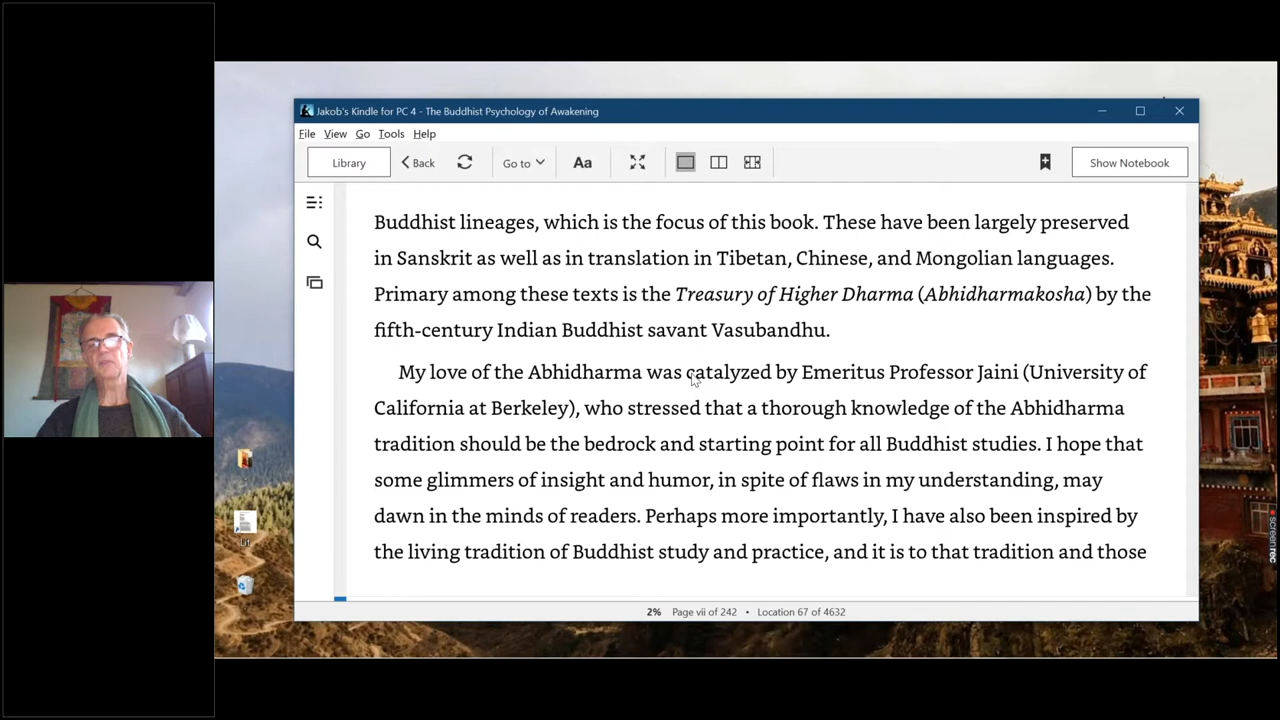 Jakob's Kindle for PC 4 - The Buddhist Psychology of Awakening
File View Go Tools Help
Library Back Go to Aa Show Notebook
Buddhist lineages, which is the focus of this book. These have been largely preserved
in Sanskrit as well as in translation in Tibetan, Chinese, and Mongolian languages.
Primary among these texts is the Treasury of Higher Dharma (Abhidharmakosha) by the
fifth-century Indian Buddhist savant Vasubandhu.
My love of the Abhidharma was catalyzed by Emeritus Professor Jaini (University of
California at Berkeley), who stressed that a thorough knowledge of the Abhidharma
tradition should be the bedrock and starting point for all Buddhist studies. I hope that
some glimmers of insight and humor, in spite of flaws in my understanding, may
dawn in the minds of readers. Perhaps more importantly, I have also been inspired by
the living tradition of Buddhist study and practice, and it is to that tradition and those
2% Page vii of 242 • Location 67 of 4632
Lit
screenrec